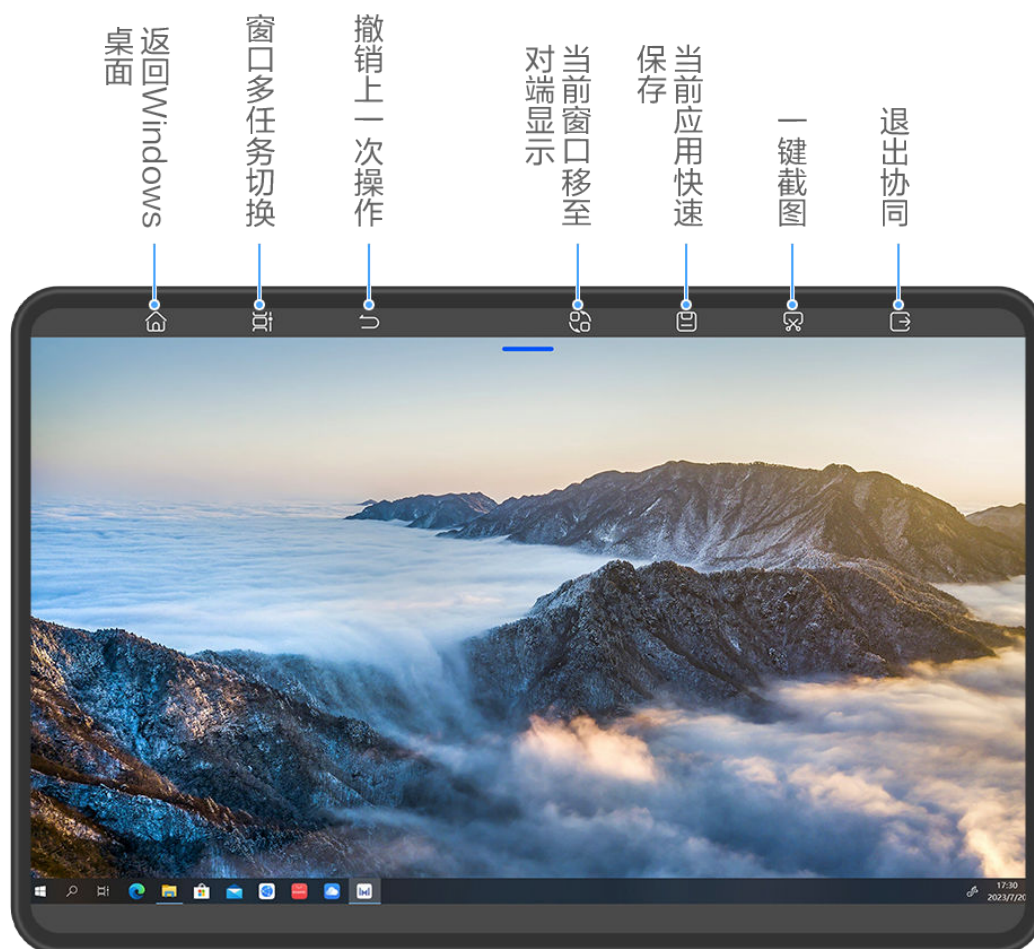 返回Windows
桌面
窗口多任务切换
撤销上一次操作
当前窗口移至
对端显示
当前应用快速
保存
一键截图
退出协同
17:30
2023/7/20